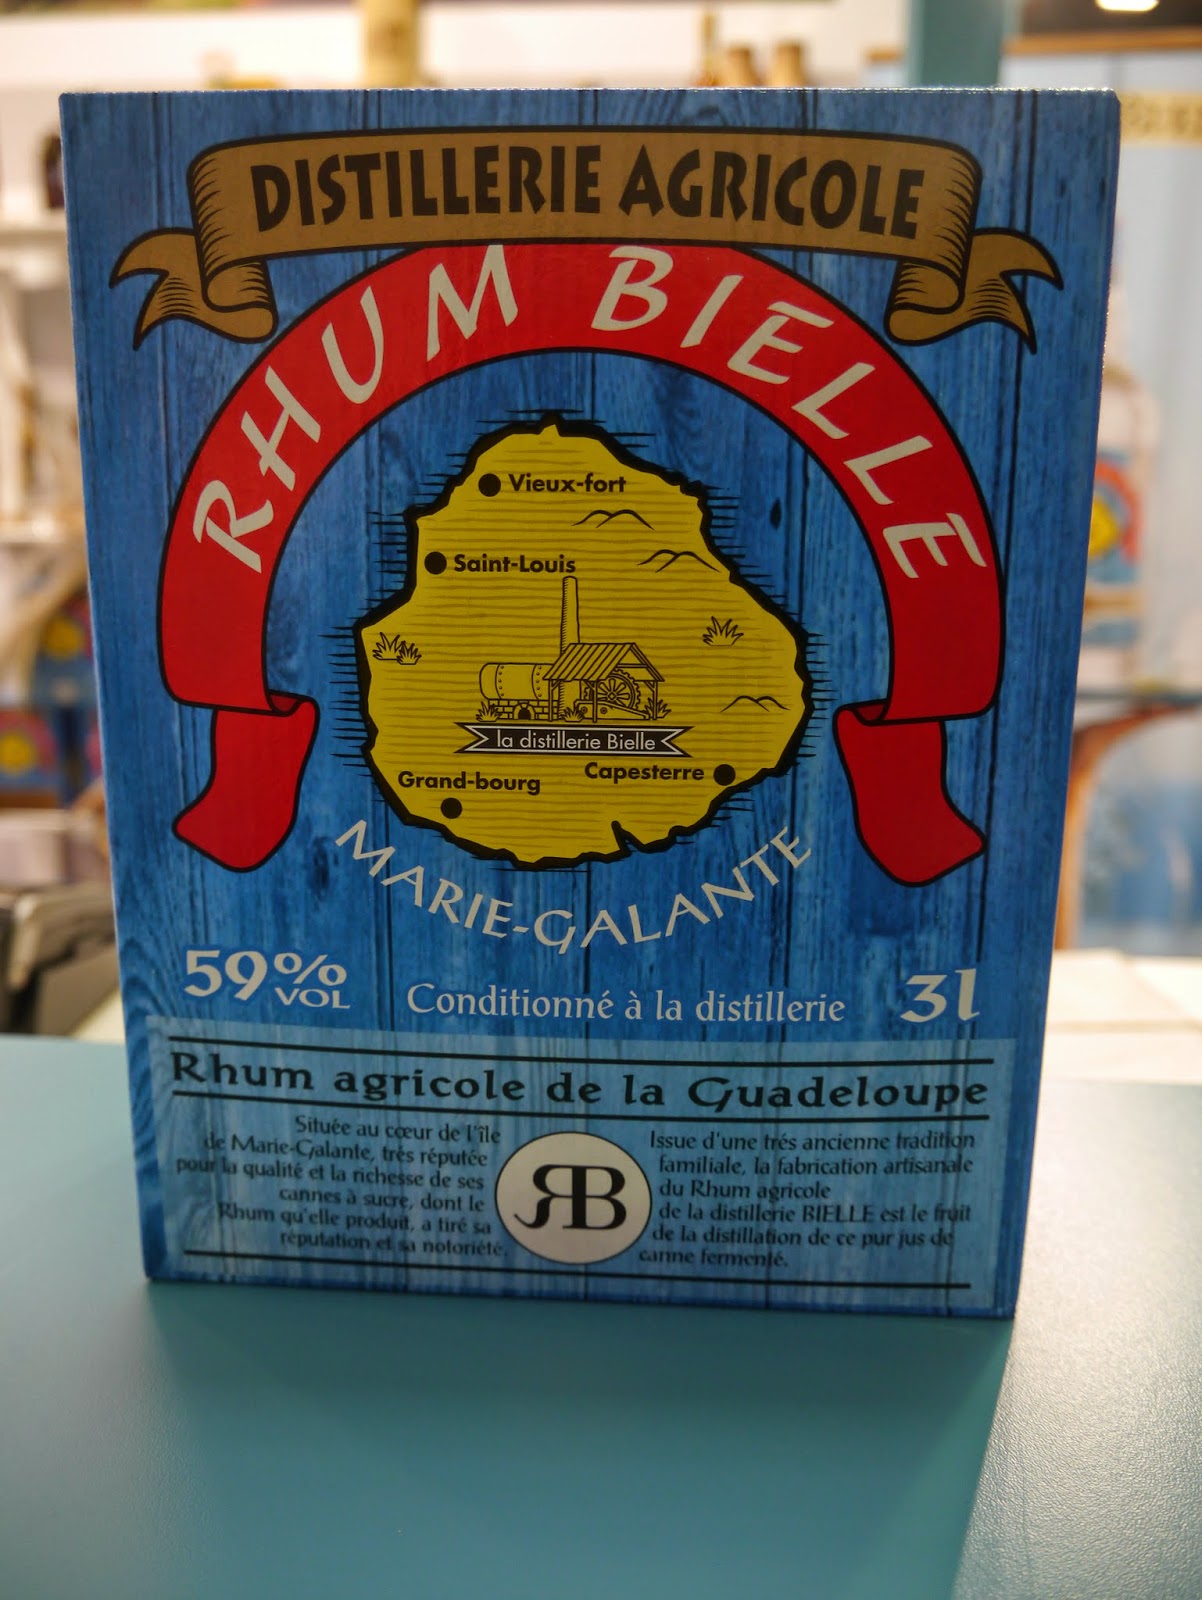 DISTILLERIE AGRICOLE
RHUM BIELLE
Vieux-fort
Saint-Louis
la distillerie Bielle
Grand-bourg
Capesterre
MARIE-GALANTE
59% VOL
Conditionné à la distillerie
3l
Rhum agricole de la Guadeloupe
Située au cœur de l'île
de Marie-Galante, très réputée
pour la qualité et la richesse de ses
cannes à sucre, dont le
Rhum qu'elle produit, a tiré sa
réputation et sa notoriété.
RB
Issue d'une trés ancienne tradition
familiale, la fabrication artisanale
du Rhum agricole
de la distillerie BIELLE est le fruit
de la distillation de ce pur jus de
canne fermenté.